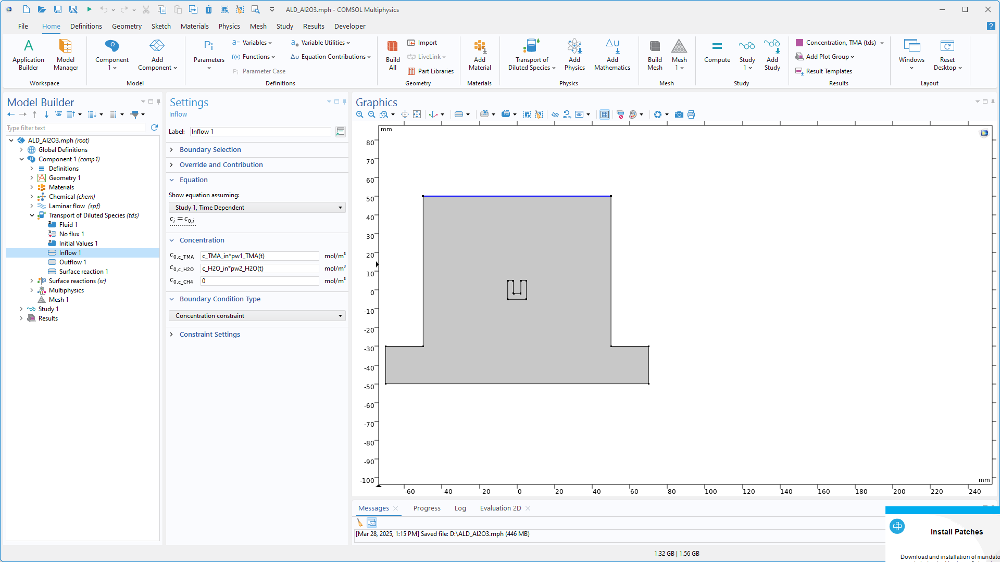 ALD_Al2O3.mph - COMSOL Multiphysics
File Home Definitions Geometry Sketch Materials Physics Mesh Study Results Developer
Application Builder
Model Manager
Workspace
Component 1
Add Component
Model
Parameters
a= Variables
f(x) Functions
Pi Parameter Case
Variable Utilities
Δu Equation Contributions
Definitions
Build All
Import
LiveLink
Part Libraries
Geometry
Add Material
Materials
Transport of Diluted Species
Add Physics
Add Mathematics
Physics
Build Mesh
Mesh 1
Mesh
Compute
Study 1
Add Study
Study
Concentration, TMA (tds)
Add Plot Group
Result Templates
Results
Windows
Reset Desktop
Layout
Model Builder
Type filter text
ALD_Al2O3.mph (root)
Global Definitions
Component 1 (comp1)
Definitions
Geometry 1
Materials
Chemical (chem)
Laminar flow (spf)
Transport of Diluted Species (tds)
Fluid 1
No flux 1
Initial Values 1
Inflow 1
Outflow 1
Surface reaction 1
Surface reactions (sr)
Multiphysics
Mesh 1
Study 1
Results
Settings
Inflow
Label: Inflow 1
Boundary Selection
Override and Contribution
Equation
Show equation assuming:
Study 1, Time Dependent
c_i = c_0,i
Concentration
c_0,c_TMA c_TMA_in*pw1_TMA(t) mol/m³
c_0,c_H2O c_H2O_in*pw2_H2O(t) mol/m³
c_0,c_CH4 0 mol/m³
Boundary Condition Type
Concentration constraint
Constraint Settings
Graphics
mm
80
70
60
50
40
30
20
10
0
-10
-20
-30
-40
-50
-60
-70
-80
-90
-100
mm
-60 -40 -20 0 20 40 60 80 100 120 140 160 180 200 220 240
Messages Progress Log Evaluation 2D
[Mar 28, 2025, 1:15 PM] Saved file: D:\ALD_Al2O3.mph (446 MB)
1.32 GB | 1.56 GB
Install Patches
Download and installation of mandato